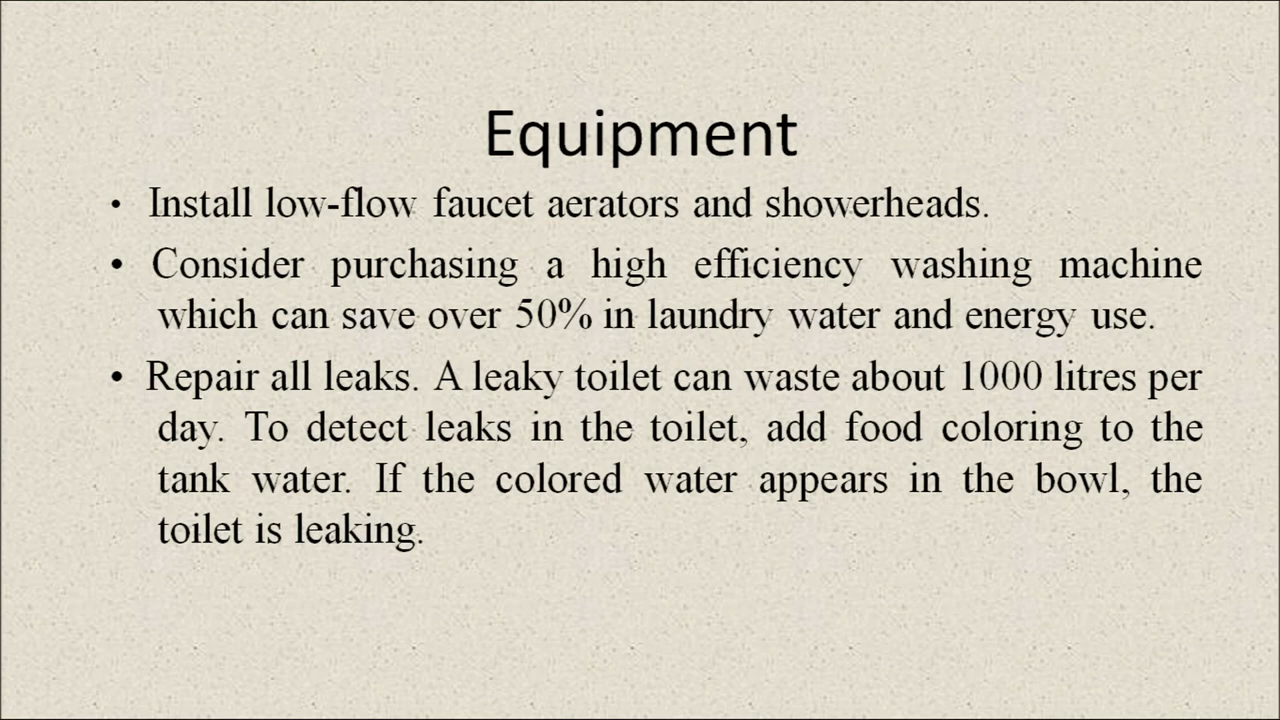 Equipment
• Install low-flow faucet aerators and showerheads.
• Consider purchasing a high efficiency washing machine
which can save over 50% in laundry water and energy use.
• Repair all leaks. A leaky toilet can waste about 1000 litres per
day. To detect leaks in the toilet, add food coloring to the
tank water. If the colored water appears in the bowl, the
toilet is leaking.